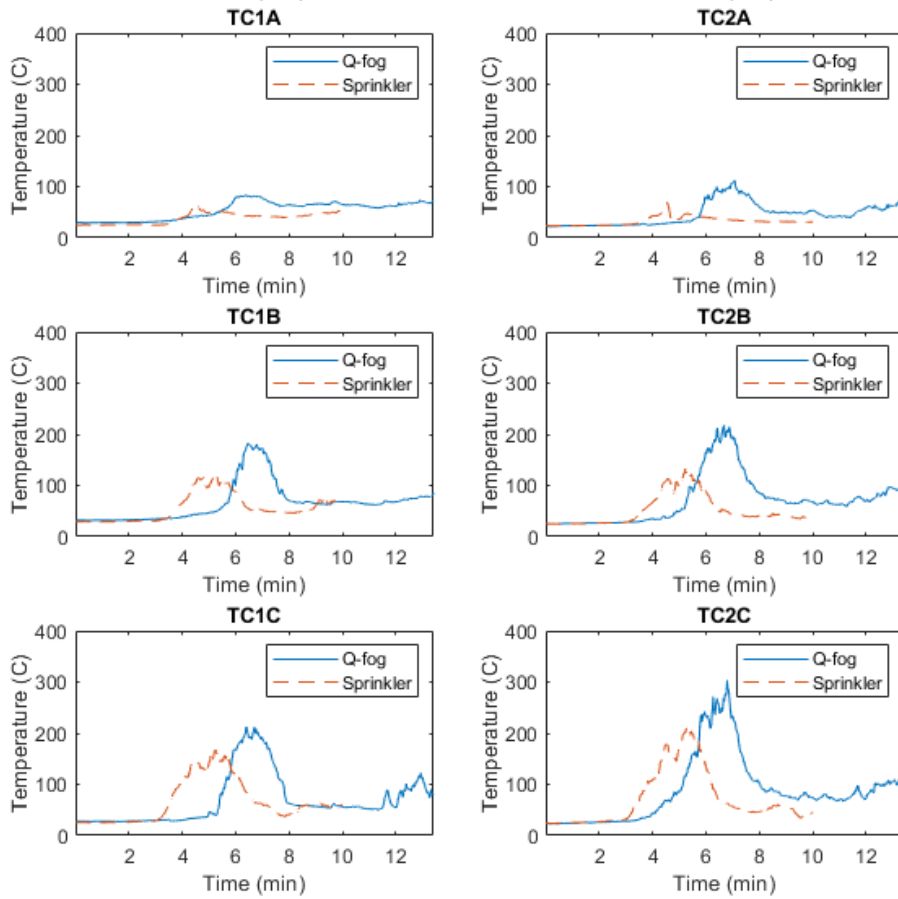 TC1A
400
300
200
100
0
Temperature (C)
2 4 6 8 10 12
Time (min)
Q-fog
Sprinkler
TC2A
400
300
200
100
0
Temperature (C)
2 4 6 8 10 12
Time (min)
Q-fog
Sprinkler
TC1B
400
300
200
100
0
Temperature (C)
2 4 6 8 10 12
Time (min)
Q-fog
Sprinkler
TC2B
400
300
200
100
0
Temperature (C)
2 4 6 8 10 12
Time (min)
Q-fog
Sprinkler
TC1C
400
300
200
100
0
Temperature (C)
2 4 6 8 10 12
Time (min)
Q-fog
Sprinkler
TC2C
400
300
200
100
0
Temperature (C)
2 4 6 8 10 12
Time (min)
Q-fog
Sprinkler